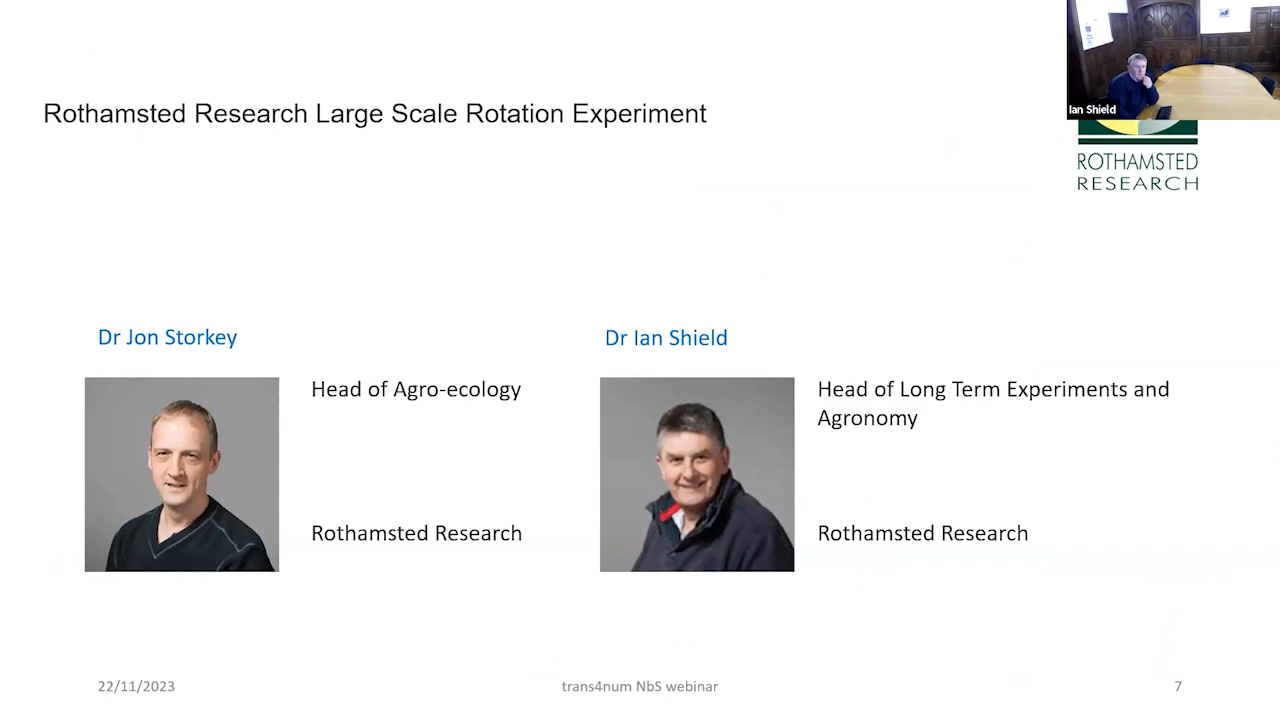 Ian Shield
Rothamsted Research Large Scale Rotation Experiment
ROTHAMSTED
RESEARCH
Dr Jon Storkey
Head of Agro-ecology
Rothamsted Research
Dr Ian Shield
Head of Long Term Experiments and
Agronomy
Rothamsted Research
22/11/2023
trans4num NbS webinar
7